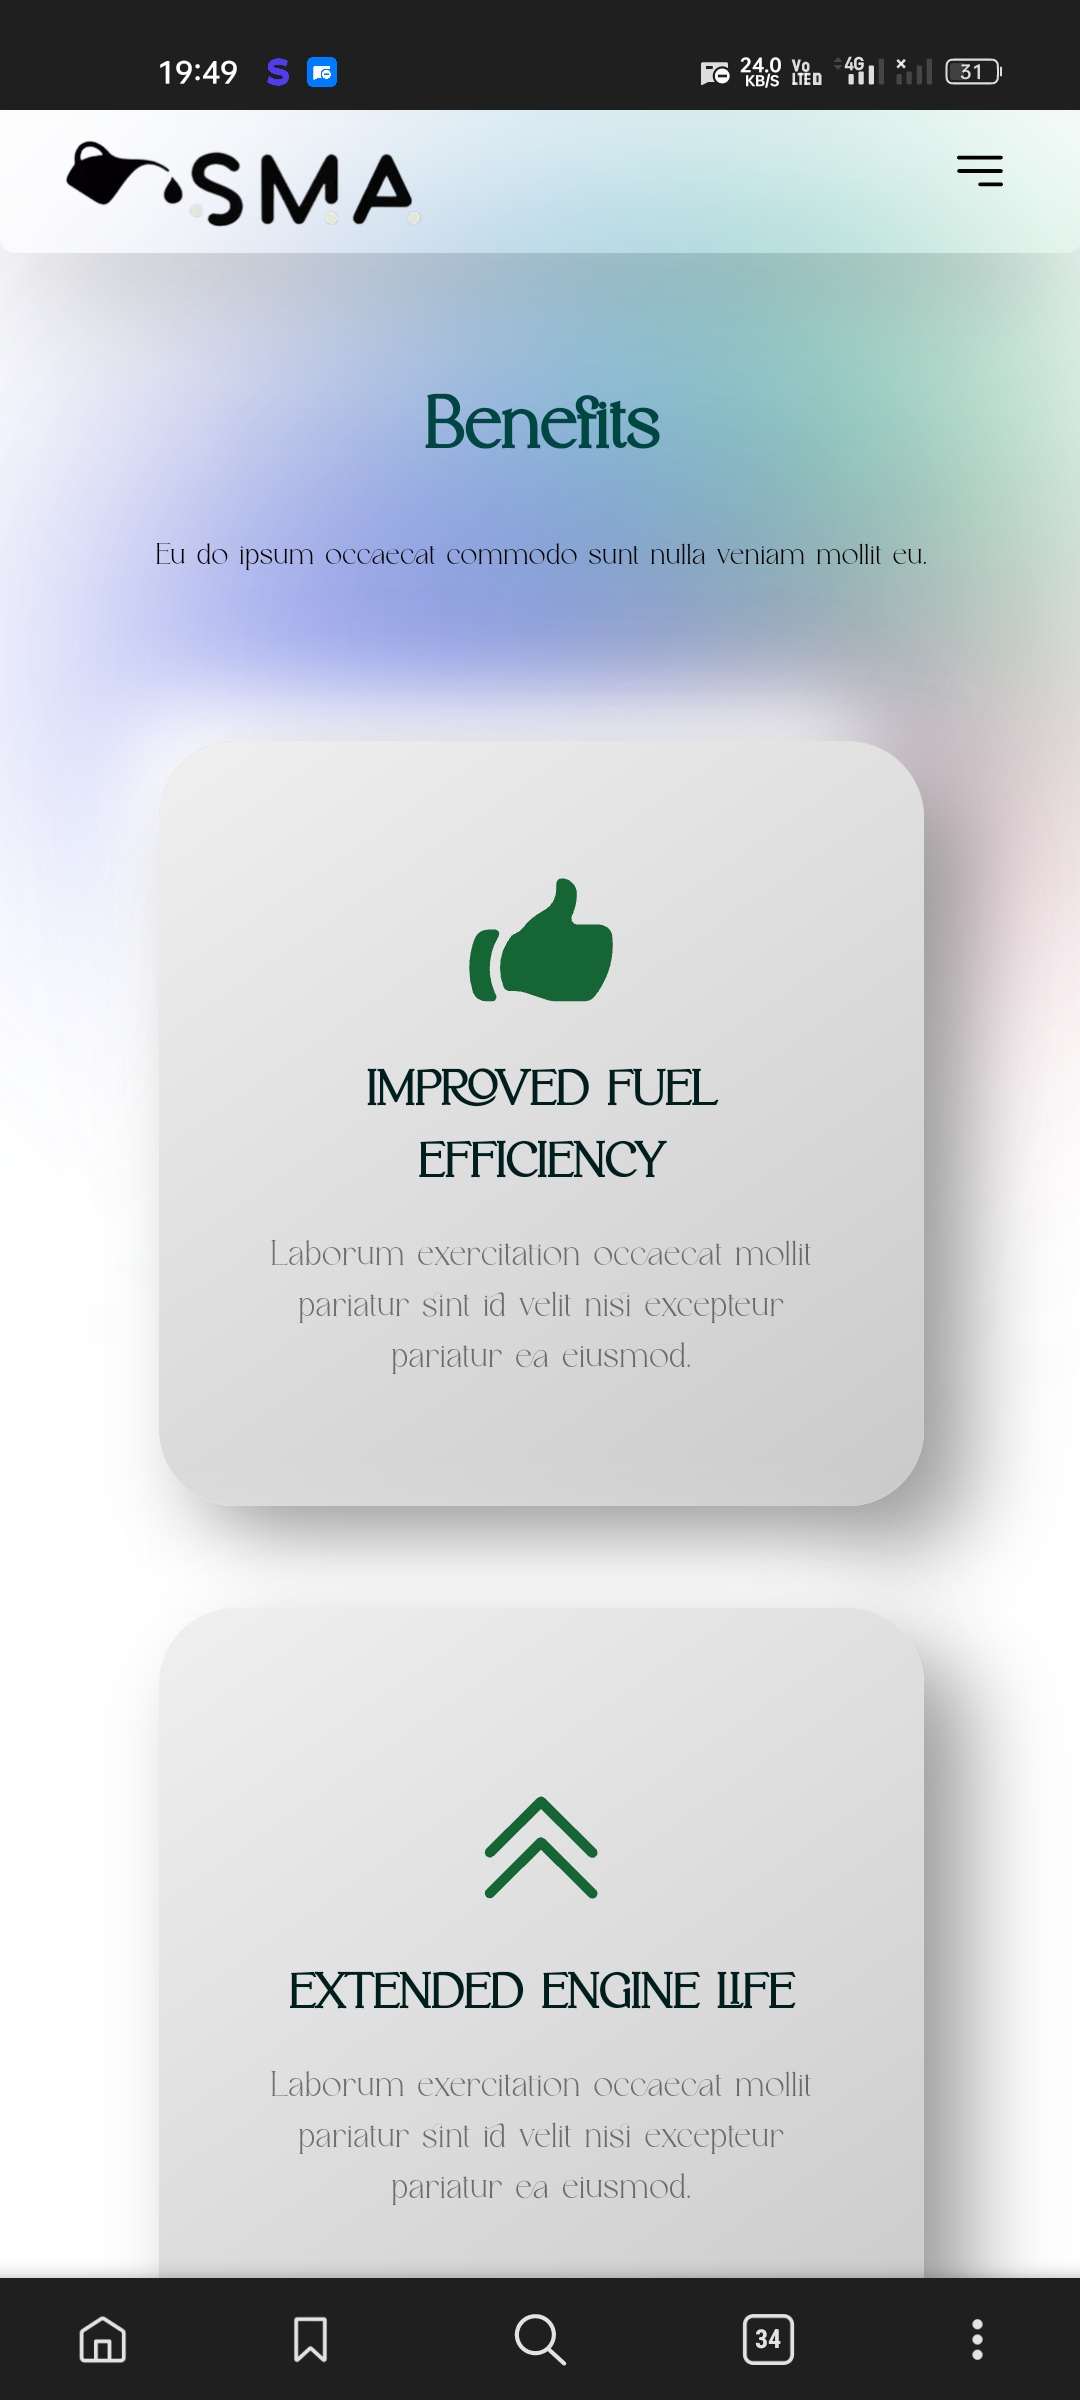 19:49
S
24.0
KB/S
Vo
LTE
4G
31
SMA
Benefits
Eu do ipsum occaecat commodo sunt nulla veniam mollit eu.
IMPROVED FUEL
EFFICIENCY
Laborum exercitation occaecat mollit
pariatur sint id velit nisi excepteur
pariatur ea eiusmod.
EXTENDED ENGINE LIFE
Laborum exercitation occaecat mollit
pariatur sint id velit nisi excepteur
pariatur ea eiusmod.
34